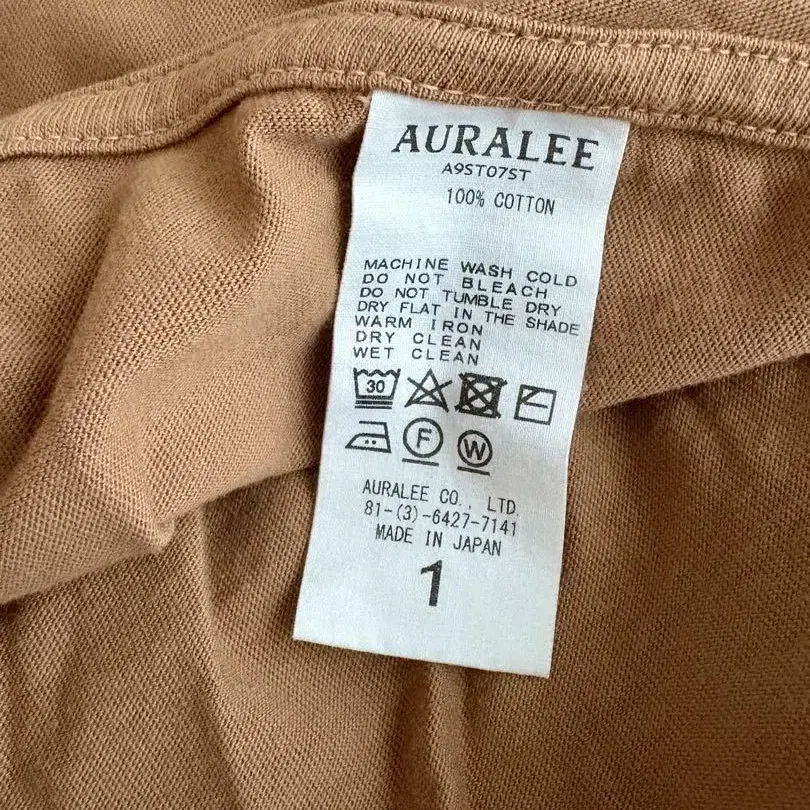 AURALEE
A9ST07ST
100% COTTON
MACHINE WASH COLD
DO NOT BLEACH
DO NOT TUMBLE DRY
DRY FLAT IN THE SHADE
WARM IRON
DRY CLEAN
WET CLEAN
30
F W
AURALEE CO., LTD.
81-(3)-6427-7141
MADE IN JAPAN
1